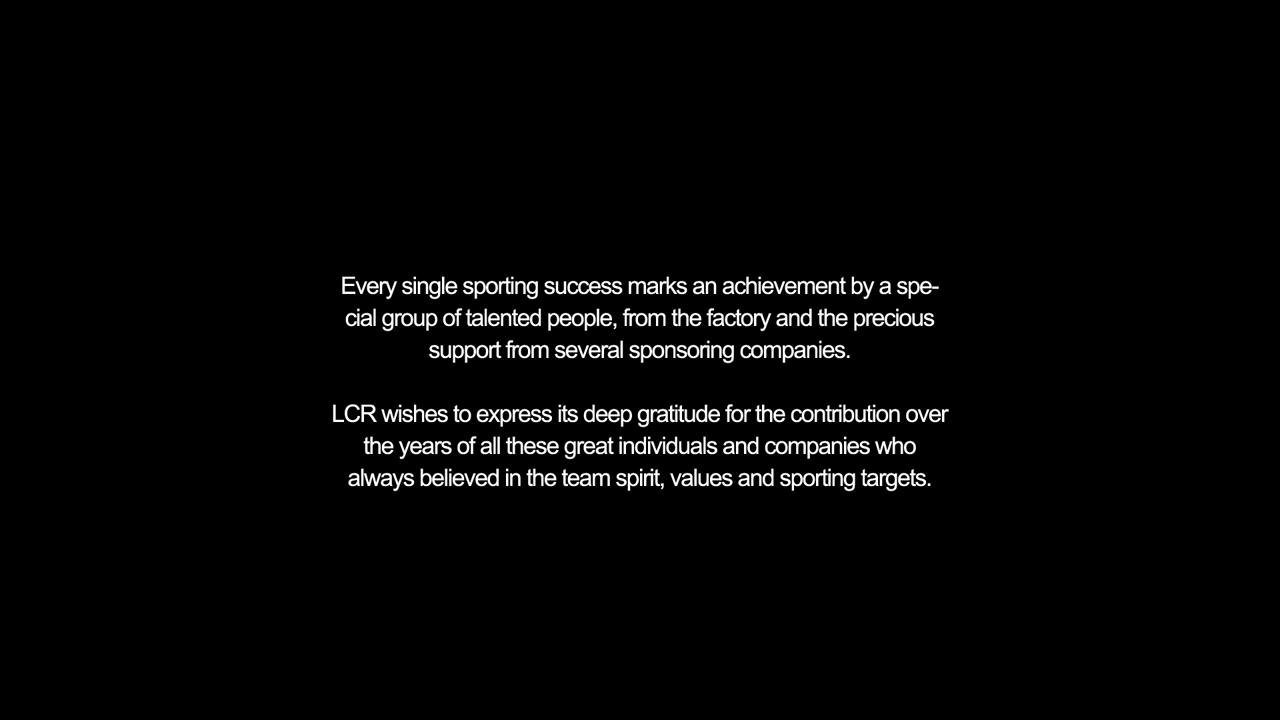 Every single sporting success marks an achievement by a spe-
cial group of talented people, from the factory and the precious
support from several sponsoring companies.
LCR wishes to express its deep gratitude for the contribution over
the years of all these great individuals and companies who
always believed in the team spirit, values and sporting targets.